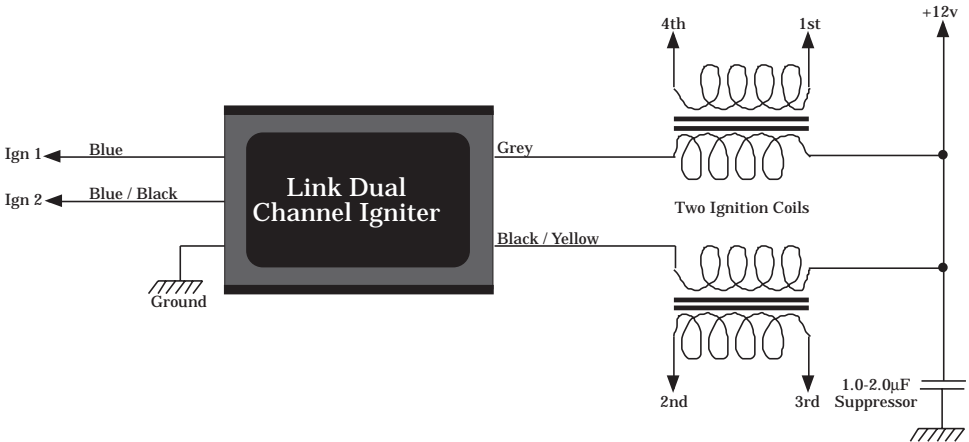 4th
1st
+12v
Ign 1
Blue
Grey
Ign 2
Blue / Black
Link Dual
Channel Igniter
Two Ignition Coils
Black / Yellow
Ground
2nd
3rd
1.0-2.0μF
Suppressor